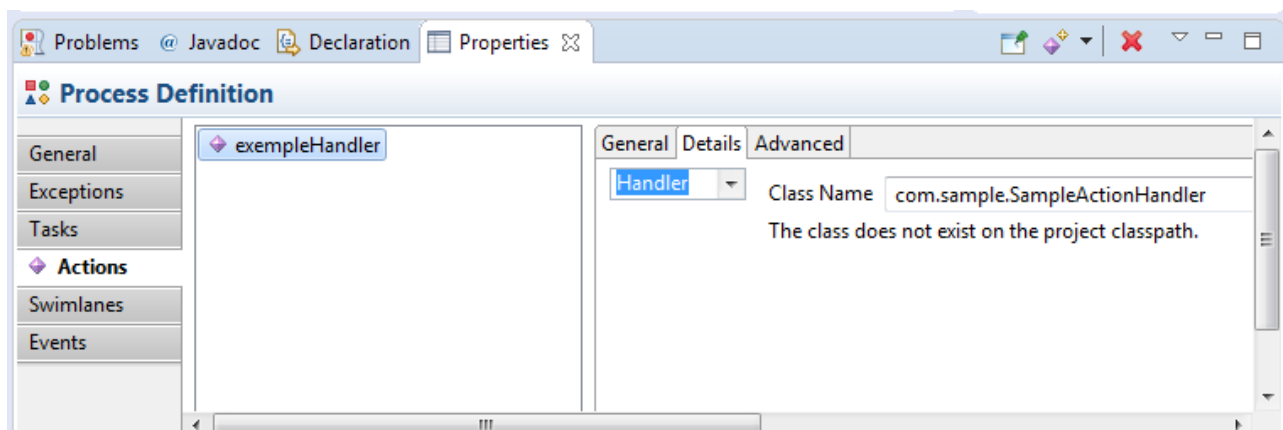 Problems @ Javadoc Declaration Properties
Process Definition
General
Exceptions
Tasks
Actions
Swimlanes
Events
exempleHandler
General Details Advanced
Handler
Class Name com.sample.SampleActionHandler
The class does not exist on the project classpath.